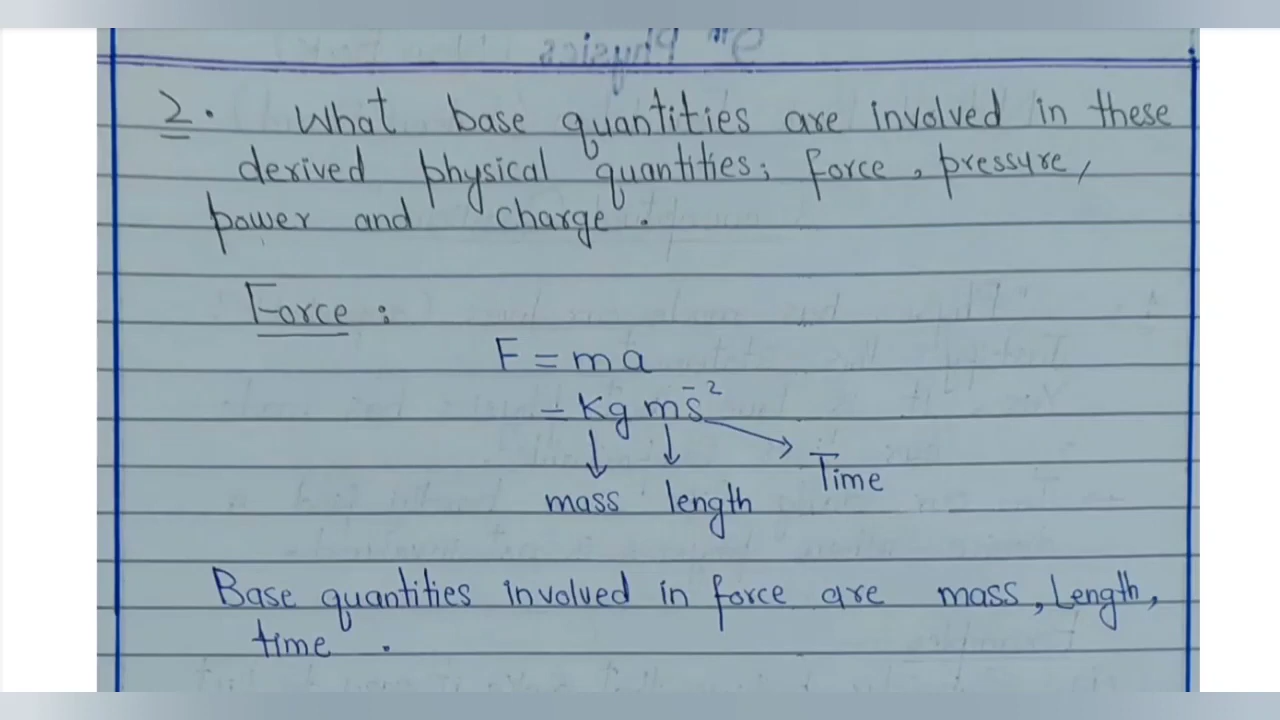 2. What base quantities are involved in these
derived physical quantities; force, pressure,
power and charge.
Force:
F = ma
= Kg ms⁻²
mass length Time
Base quantities involved in force are mass, Length,
time.